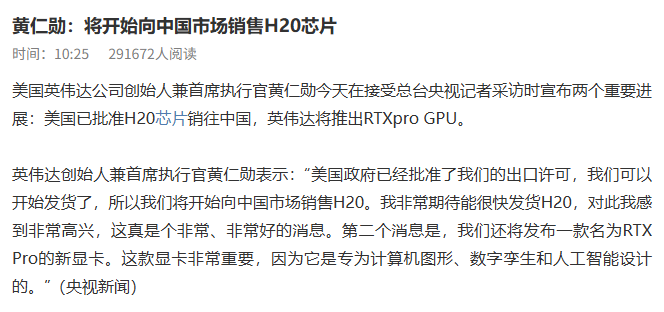 黄仁勋：将开始向中国市场销售H20芯片
时间：10:25 291672人阅读
美国英伟达公司创始人兼首席执行官黄仁勋今天在接受总台央视记者采访时宣布两个重要进
展：美国已批准H20芯片销往中国，英伟达将推出RTXpro GPU。
英伟达创始人兼首席执行官黄仁勋表示：“美国政府已经批准了我们的出口许可，我们可以
开始发货了，所以我们将开始向中国市场销售H20。我非常期待能很快发货H20，对此我感
到非常高兴，这真是个非常、非常好的消息。第二个消息是，我们还将发布一款名为RTX
Pro的新显卡。这款显卡非常重要，因为它是专为计算机图形、数字孪生和人工智能设计
的。”（央视新闻）